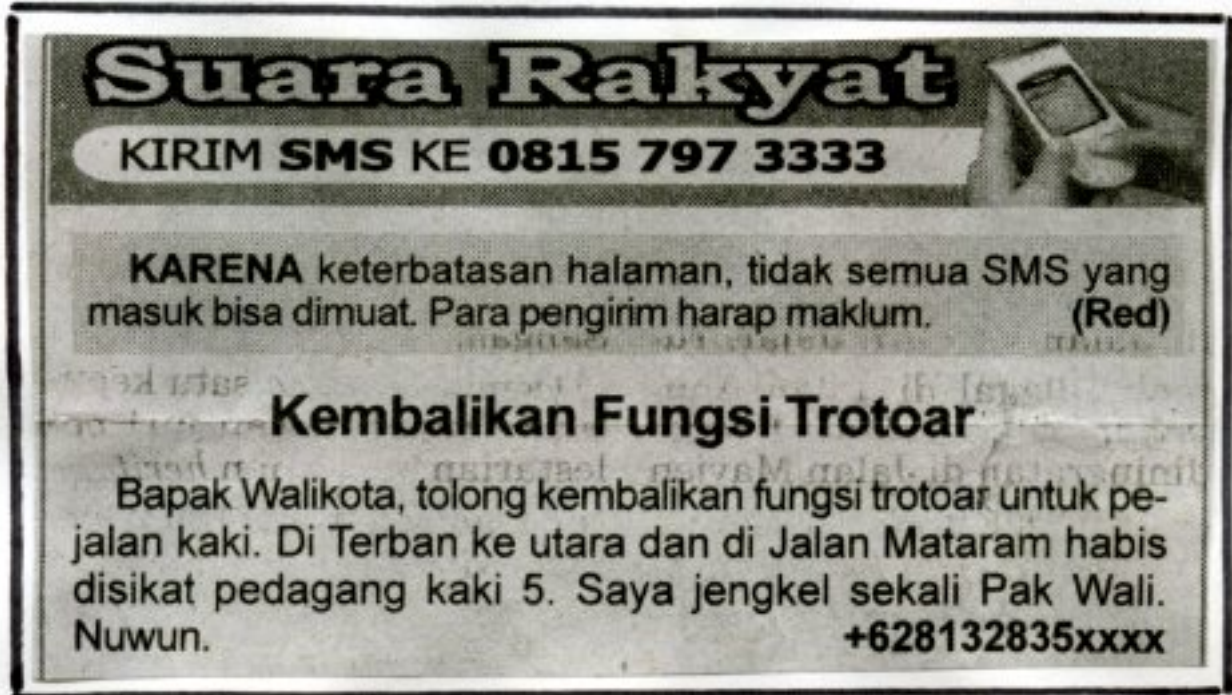 Suara Rakyat
KIRIM SMS KE 0815 797 3333
KARENA keterbatasan halaman, tidak semua SMS yang
masuk bisa dimuat. Para pengirim harap maklum. (Red)
Kembalikan Fungsi Trotoar
Bapak Walikota, tolong kembalikan fungsi trotoar untuk pe-
jalan kaki. Di Terban ke utara dan di Jalan Mataram habis
disikat pedagang kaki 5. Saya jengkel sekali Pak Wali.
Nuwun. +628132835xxxx